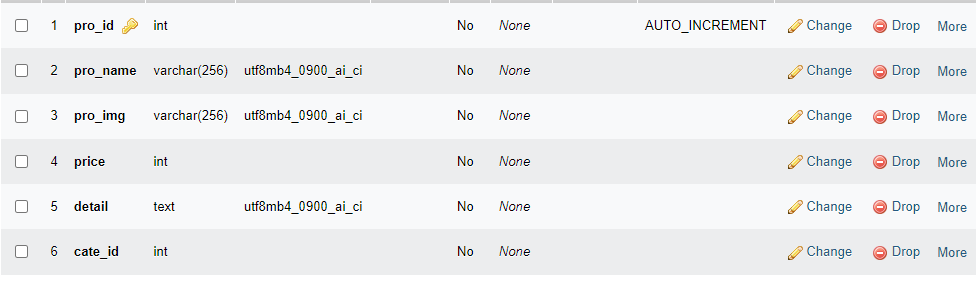 1 pro_id int No None AUTO_INCREMENT Change Drop More
2 pro_name varchar(256) utf8mb4_0900_ai_ci No None Change Drop More
3 pro_img varchar(256) utf8mb4_0900_ai_ci No None Change Drop More
4 price int No None Change Drop More
5 detail text utf8mb4_0900_ai_ci No None Change Drop More
6 cate_id int No None Change Drop More